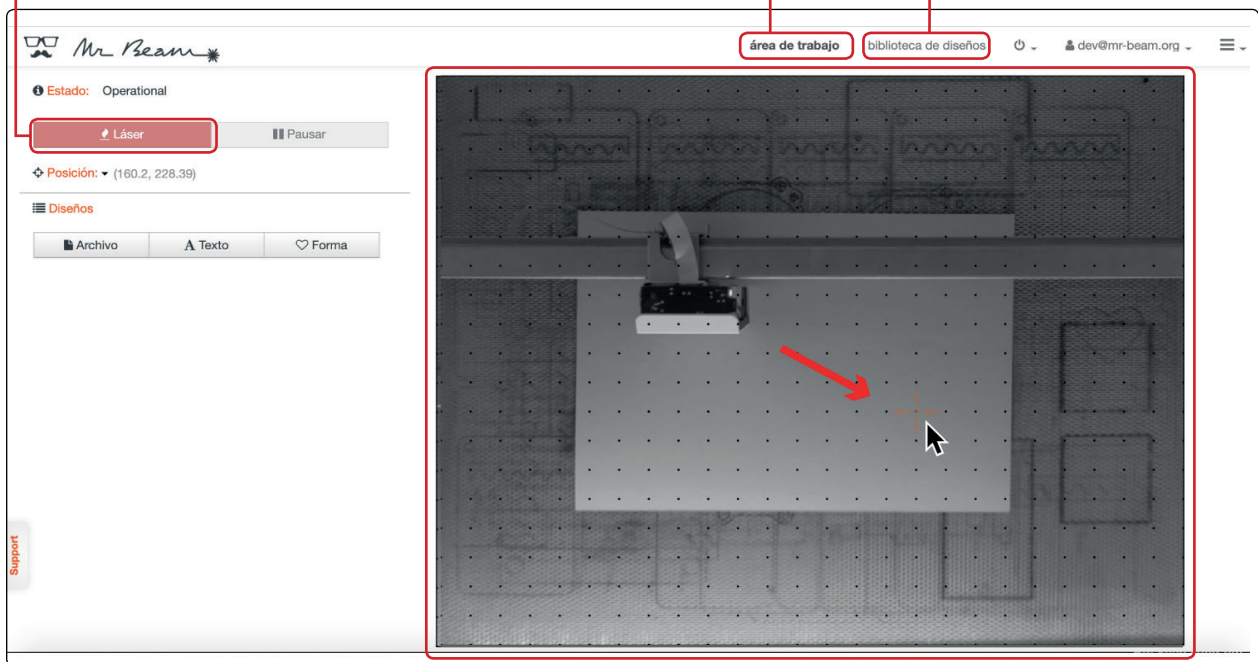 Mr Beam
área de trabajo
biblioteca de diseños
dev@mr-beam.org
Estado: Operational
Láser
Pausar
Posición: (160.2, 228.39)
Diseños
Archivo
A Texto
Forma
Support